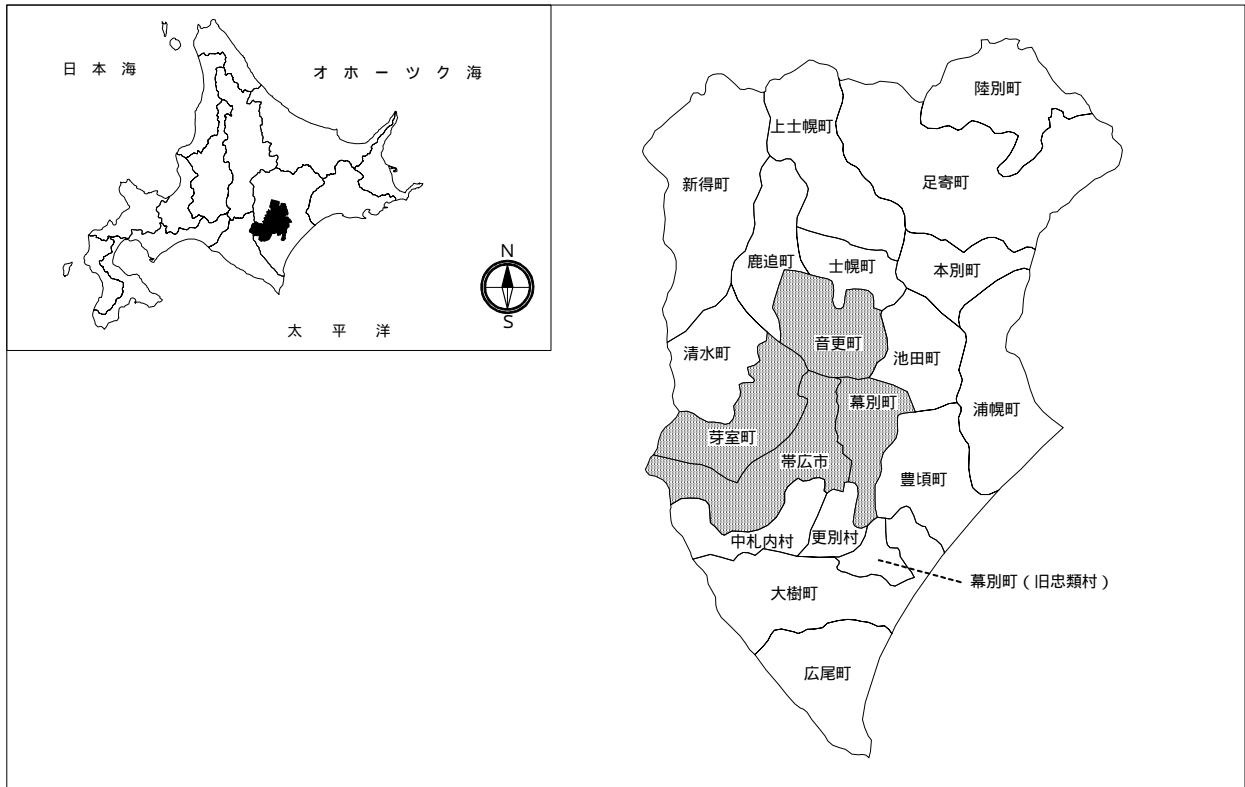 日本海
オホーツク海
太平洋
N
S
陸別町
上士幌町
新得町
足寄町
鹿追町
士幌町
本別町
音更町
清水町
池田町
幕別町
浦幌町
芽室町
帯広市
豊頃町
中札内村
更別村
幕別町（旧忠類村）
大樹町
広尾町